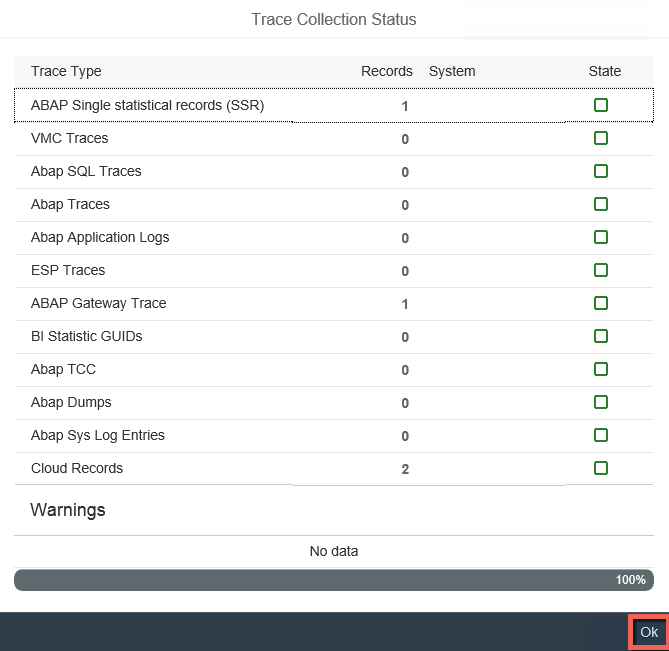 Trace Collection Status
Trace Type Records System State
ABAP Single statistical records (SSR) 1
VMC Traces 0
Abap SQL Traces 0
Abap Traces 0
Abap Application Logs 0
ESP Traces 0
ABAP Gateway Trace 1
BI Statistic GUIDs 0
Abap TCC 0
Abap Dumps 0
Abap Sys Log Entries 0
Cloud Records 2
Warnings
No data
100%
Ok